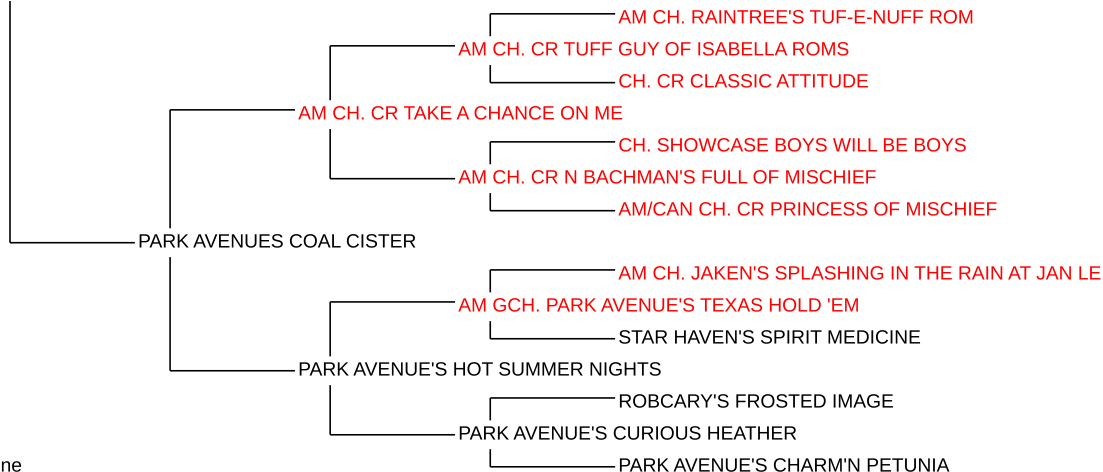 AM CH. RAINTREE'S TUF-E-NUFF ROM
AM CH. CR TUFF GUY OF ISABELLA ROMS
CH. CR CLASSIC ATTITUDE
AM CH. CR TAKE A CHANCE ON ME
CH. SHOWCASE BOYS WILL BE BOYS
AM CH. CR N BACHMAN'S FULL OF MISCHIEF
AM/CAN CH. CR PRINCESS OF MISCHIEF
PARK AVENUES COAL CISTER
AM CH. JAKEN'S SPLASHING IN THE RAIN AT JAN LE
AM GCH. PARK AVENUE'S TEXAS HOLD 'EM
STAR HAVEN'S SPIRIT MEDICINE
PARK AVENUE'S HOT SUMMER NIGHTS
ROBCARY'S FROSTED IMAGE
PARK AVENUE'S CURIOUS HEATHER
ne
PARK AVENUE'S CHARM'N PETUNIA